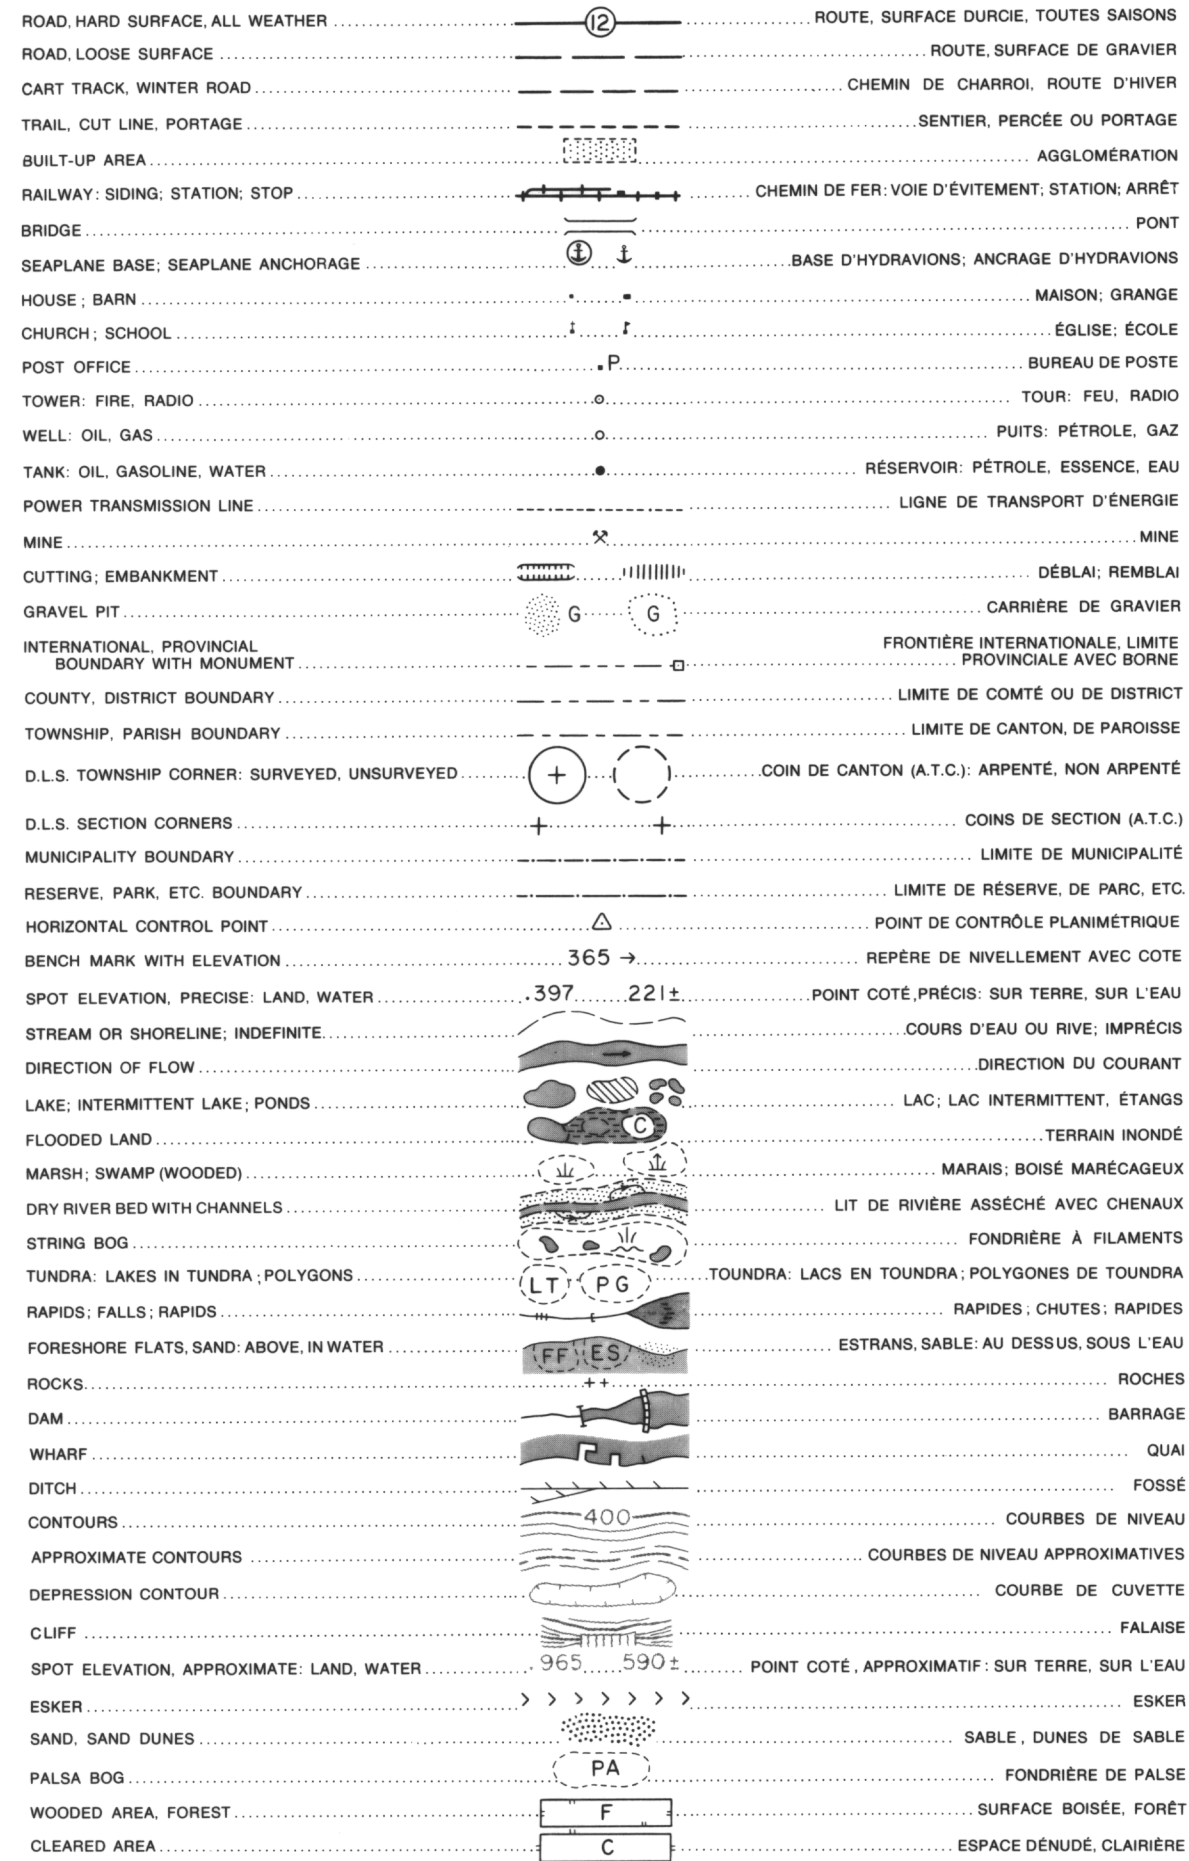 ROAD, HARD SURFACE, ALL WEATHER 12 ROUTE, SURFACE DURCIE, TOUTES SAISONS
ROAD, LOOSE SURFACE ROUTE, SURFACE DE GRAVIER
CART TRACK, WINTER ROAD CHEMIN DE CHARROI, ROUTE D'HIVER
TRAIL, CUT LINE, PORTAGE SENTIER, PERCÉE OU PORTAGE
BUILT-UP AREA AGGLOMÉRATION
RAILWAY: SIDING; STATION; STOP CHEMIN DE FER: VOIE D'ÉVITEMENT; STATION; ARRÊT
BRIDGE PONT
SEAPLANE BASE; SEAPLANE ANCHORAGE BASE D'HYDRAVIONS; ANCRAGE D'HYDRAVIONS
HOUSE; BARN MAISON; GRANGE
CHURCH; SCHOOL ÉGLISE; ÉCOLE
POST OFFICE P BUREAU DE POSTE
TOWER: FIRE, RADIO TOUR: FEU, RADIO
WELL: OIL, GAS PUITS: PÉTROLE, GAZ
TANK: OIL, GASOLINE, WATER RÉSERVOIR: PÉTROLE, ESSENCE, EAU
POWER TRANSMISSION LINE LIGNE DE TRANSPORT D'ÉNERGIE
MINE MINE
CUTTING; EMBANKMENT DÉBLAI; REMBLAI
GRAVEL PIT G G CARRIÈRE DE GRAVIER
INTERNATIONAL, PROVINCIAL FRONTIÈRE INTERNATIONALE, LIMITE
BOUNDARY WITH MONUMENT PROVINCIALE AVEC BORNE
COUNTY, DISTRICT BOUNDARY LIMITE DE COMTÉ OU DE DISTRICT
TOWNSHIP, PARISH BOUNDARY LIMITE DE CANTON, DE PAROISSE
D.L.S. TOWNSHIP CORNER: SURVEYED, UNSURVEYED COIN DE CANTON (A.T.C.): ARPENTÉ, NON ARPENTÉ
D.L.S. SECTION CORNERS COINS DE SECTION (A.T.C.)
MUNICIPALITY BOUNDARY LIMITE DE MUNICIPALITÉ
RESERVE, PARK, ETC. BOUNDARY LIMITE DE RÉSERVE, DE PARC, ETC.
HORIZONTAL CONTROL POINT POINT DE CONTRÔLE PLANIMÉTRIQUE
BENCH MARK WITH ELEVATION 365 → REPÈRE DE NIVELLEMENT AVEC COTE
SPOT ELEVATION, PRECISE: LAND, WATER .397 221± POINT COTÉ, PRÉCIS: SUR TERRE, SUR L'EAU
STREAM OR SHORELINE; INDEFINITE COURS D'EAU OU RIVE; IMPRÉCIS
DIRECTION OF FLOW DIRECTION DU COURANT
LAKE; INTERMITTENT LAKE; PONDS LAC; LAC INTERMITTENT, ÉTANGS
FLOODED LAND C TERRAIN INONDÉ
MARSH; SWAMP (WOODED) MARAIS; BOISÉ MARÉCAGEUX
DRY RIVER BED WITH CHANNELS LIT DE RIVIÈRE ASSÉCHÉ AVEC CHENAUX
STRING BOG FONDRIÈRE À FILAMENTS
TUNDRA: LAKES IN TUNDRA; POLYGONS LT PG TOUNDRA: LACS EN TOUNDRA; POLYGONES DE TOUNDRA
RAPIDS; FALLS; RAPIDS RAPIDES; CHUTES; RAPIDES
FORESHORE FLATS, SAND: ABOVE, IN WATER FF ES ESTRANS, SABLE: AU DESSUS, SOUS L'EAU
ROCKS ++ ROCHES
DAM BARRAGE
WHARF QUAI
DITCH FOSSÉ
CONTOURS 400 COURBES DE NIVEAU
APPROXIMATE CONTOURS COURBES DE NIVEAU APPROXIMATIVES
DEPRESSION CONTOUR COURBE DE CUVETTE
CLIFF FALAISE
SPOT ELEVATION, APPROXIMATE: LAND, WATER .965 590± POINT COTÉ, APPROXIMATIF: SUR TERRE, SUR L'EAU
ESKER ESKER
SAND, SAND DUNES SABLE, DUNES DE SABLE
PALSA BOG PA FONDRIÈRE DE PALSE
WOODED AREA, FOREST F SURFACE BOISÉE, FORÊT
CLEARED AREA C ESPACE DÉNUDÉ, CLAIRIÈRE